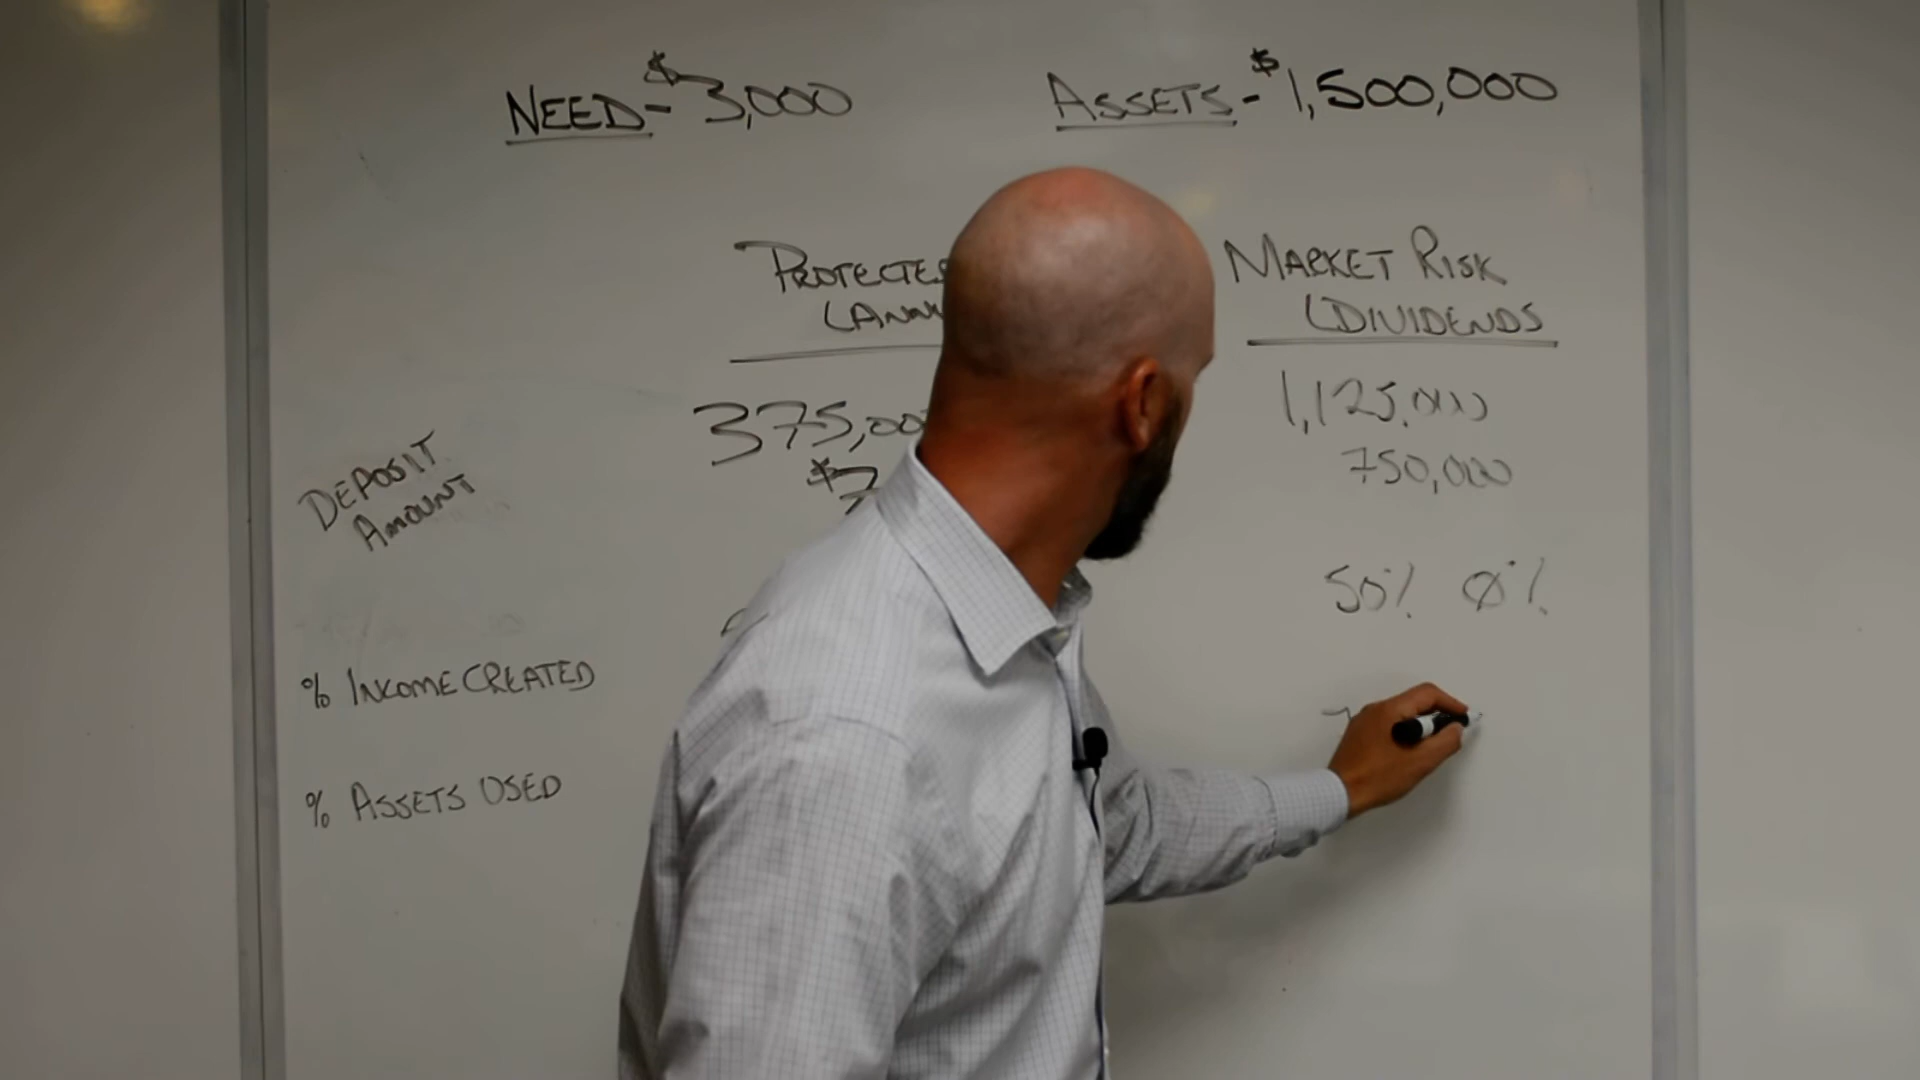 NEED - $3,000
ASSETS - $1,500,000
MARKET RISK
(DIVIDENDS
DEPOSIT
AMOUNT
1,125,000
750,000
50% 0%
% INCOME CREATED
% ASSETS USED